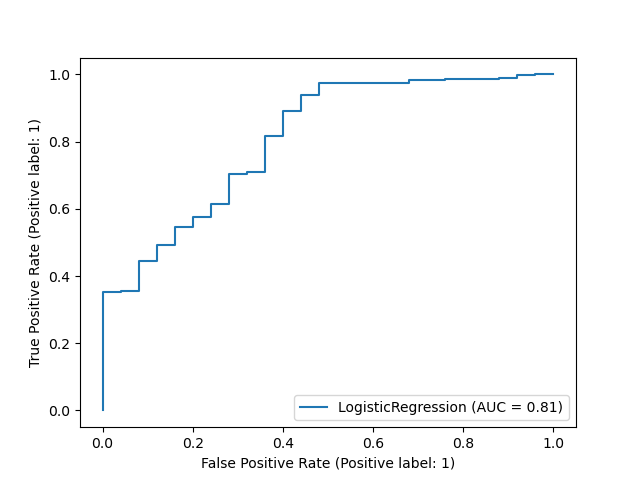 1.0
0.8
0.6
0.4
0.2
0.0
True Positive Rate (Positive label: 1)
LogisticRegression (AUC = 0.81)
0.0 0.2 0.4 0.6 0.8 1.0
False Positive Rate (Positive label: 1)